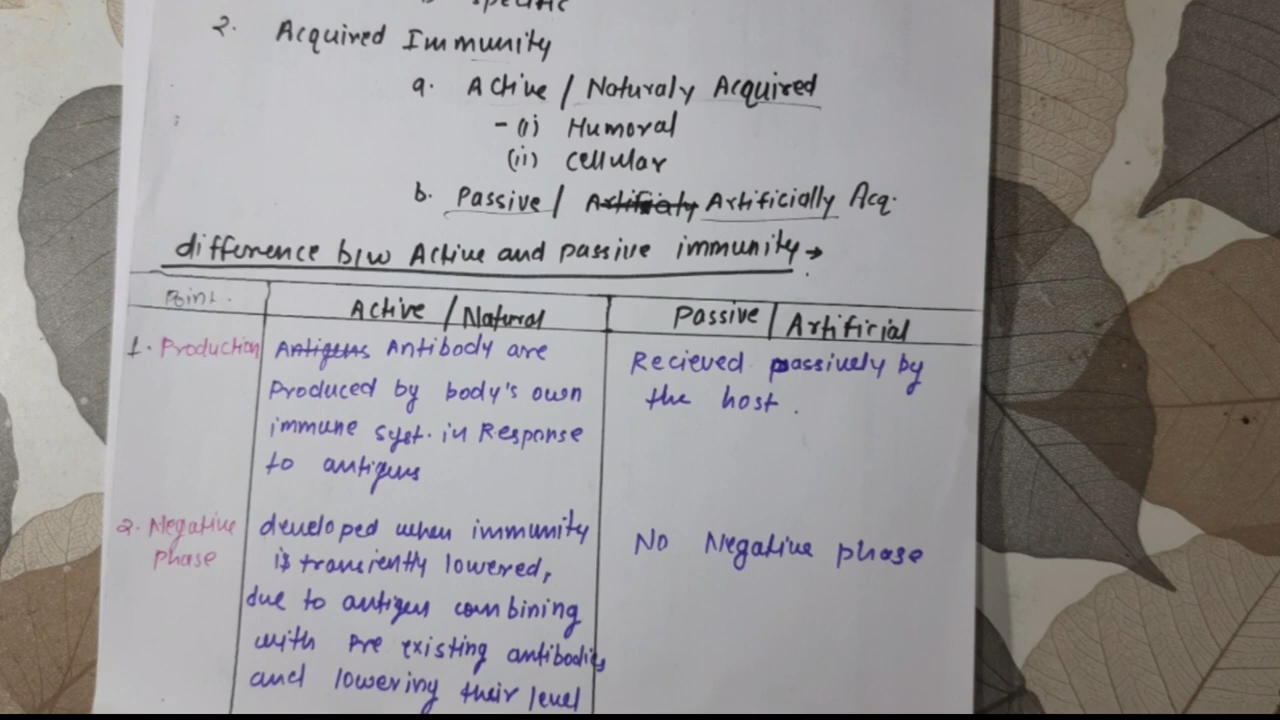 specific
2. Acquired Immunity
a. Active / Naturaly Acquired
- (i) Humoral
(ii) cellular
b. Passive / Artificialy Artificially Acq.
difference b/w Active and passive immunity →
Point. Active / Natural Passive / Artificial
1. Production Antigens Antibody are Recieved passively by
produced by body's own the host.
immune syst. in Response
to antigens
2. Negative developed when immunity No Negative phase
phase is transiently lowered,
due to antigen combining
with pre existing antibodies
and lowering their level